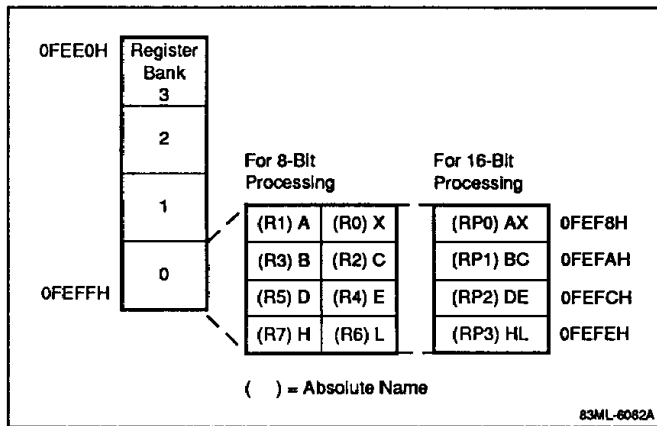 0FEE0H
Register
Bank
3
2
1
0
0FEFFH
For 8-Bit
Processing
For 16-Bit
Processing
(R1) A (R0) X (RP0) AX 0FEF8H
(R3) B (R2) C (RP1) BC 0FEFAH
(R5) D (R4) E (RP2) DE 0FEFCH
(R7) H (R6) L (RP3) HL 0FEFEH
( ) = Absolute Name
83ML-6082A